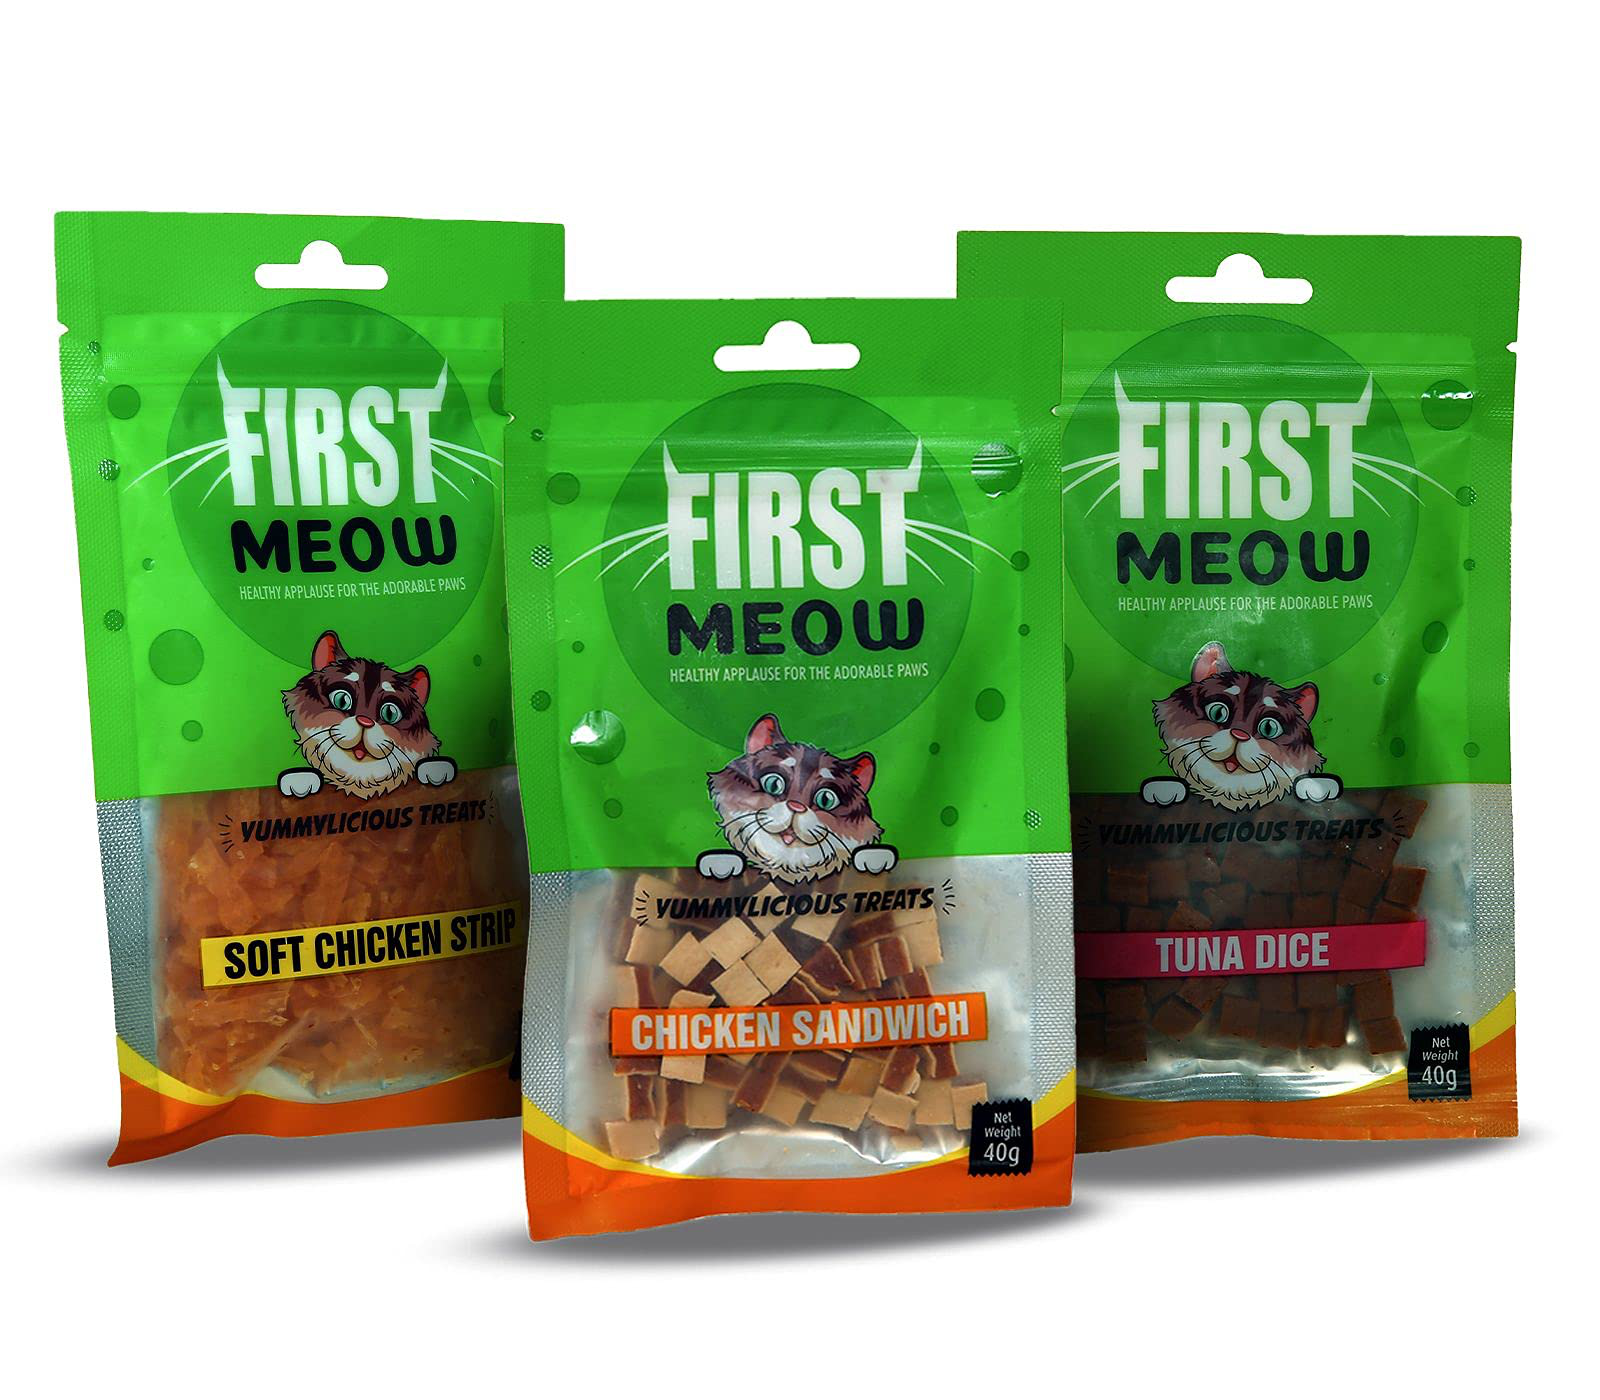 FIRST
MEOW
HEALTHY APPLAUSE FOR THE ADORABLE PAWS
YUMMYLICIOUS TREATS
SOFT CHICKEN STRIP
FIRST
MEOW
HEALTHY APPLAUSE FOR THE ADORABLE PAWS
YUMMYLICIOUS TREATS
CHICKEN SANDWICH
Net
Weight
40g
FIRST
MEOW
HEALTHY APPLAUSE FOR THE ADORABLE PAWS
YUMMYLICIOUS TREATS
TUNA DICE
Net
Weight
40g